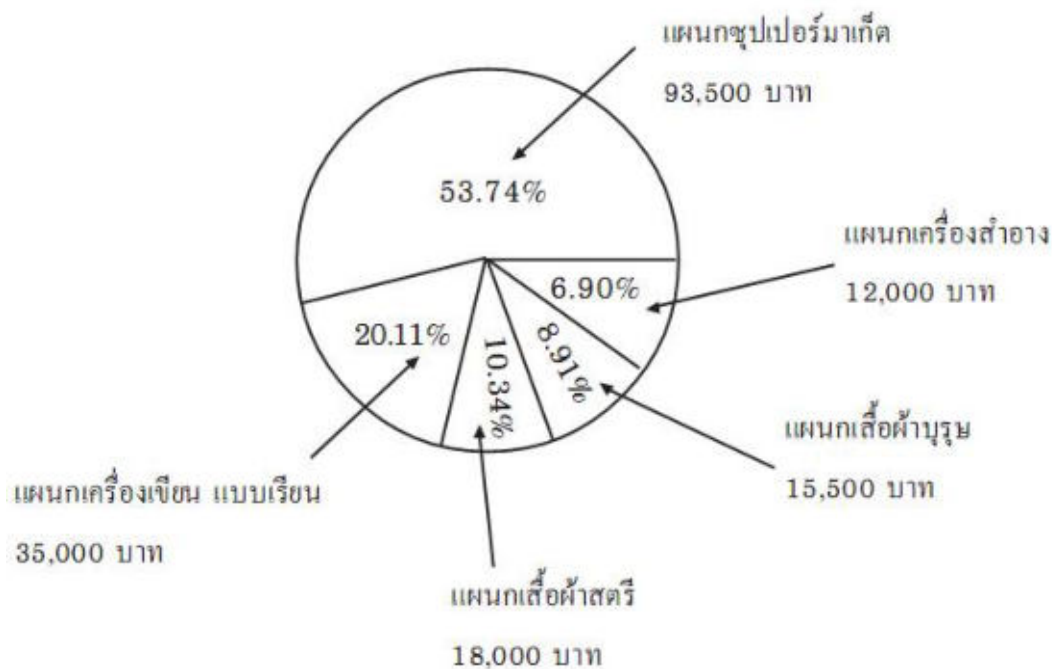 แผนกซุปเปอร์มาเก็ต
93,500 บาท
53.74%
แผนกเครื่องสำอาง
12,000 บาท
6.90%
20.11%
10.34%
8.91%
แผนกเสื้อผ้าบุรุษ
15,500 บาท
แผนกเครื่องเขียน แบบเรียน
35,000 บาท
แผนกเสื้อผ้าสตรี
18,000 บาท